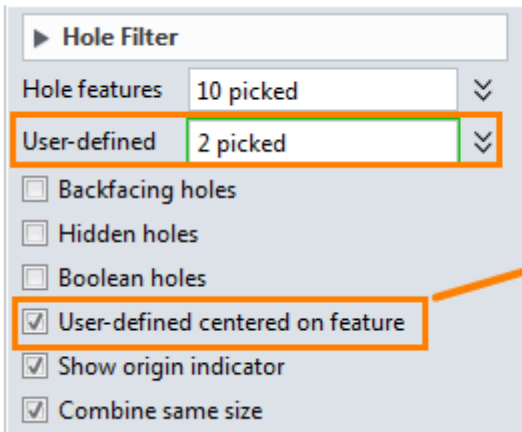 Hole Filter
Hole features 10 picked
User-defined 2 picked
Backfacing holes
Hidden holes
Boolean holes
User-defined centered on feature
Show origin indicator
Combine same size